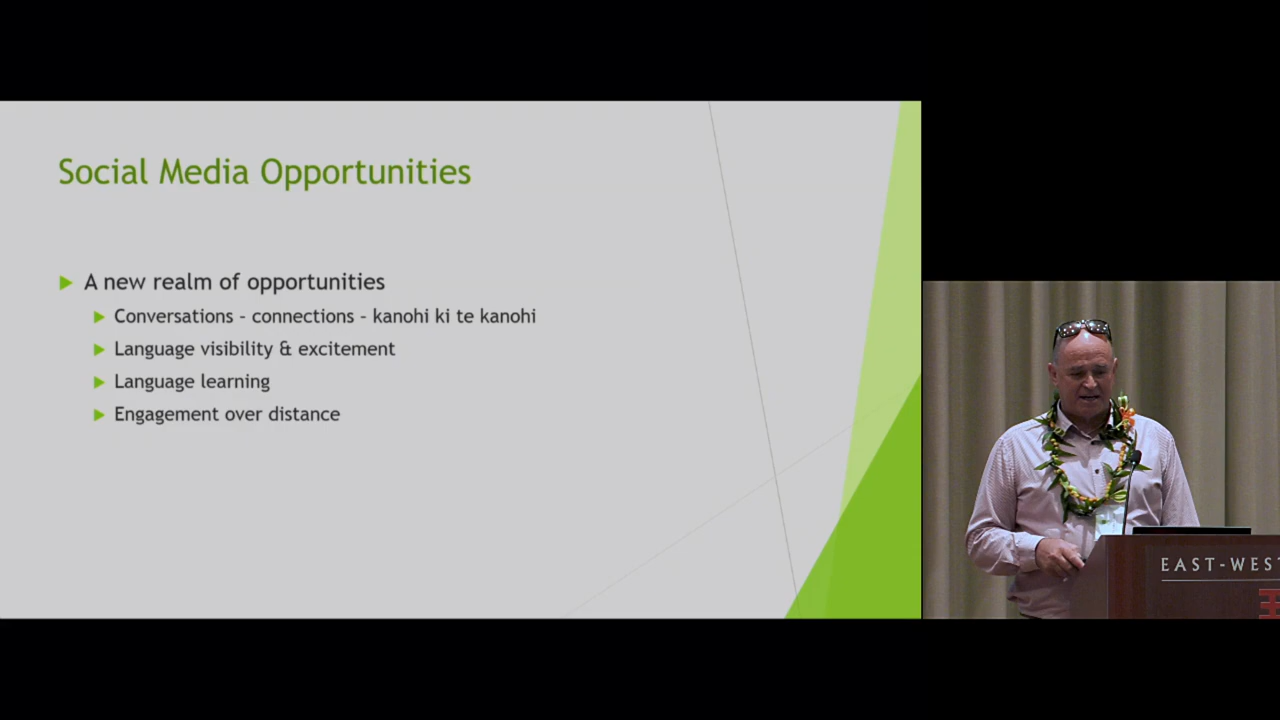 Social Media Opportunities
A new realm of opportunities
Conversations – connections – kanohi ki te kanohi
Language visibility & excitement
Language learning
Engagement over distance
EAST-WES